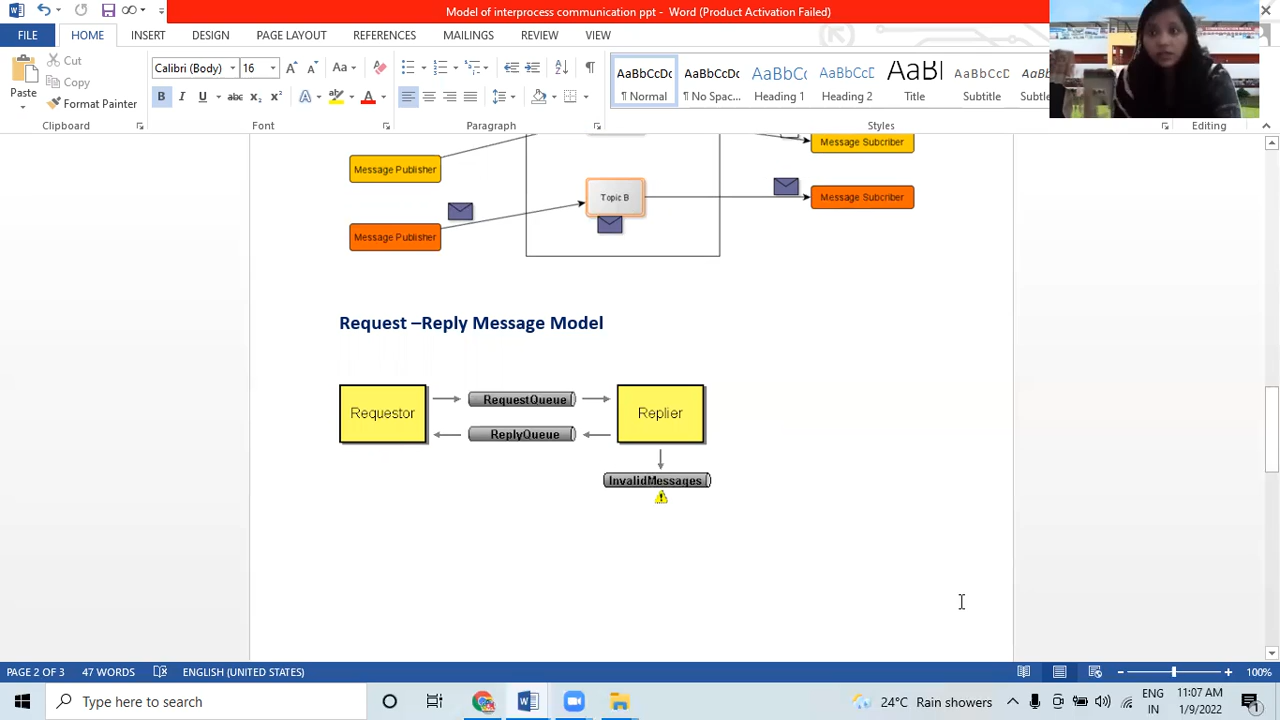 Model of interprocess communication ppt - Word (Product Activation Failed)
FILE HOME INSERT DESIGN PAGE LAYOUT REFERENCES MAILINGS REVIEW VIEW
Paste
Cut
Copy
Format Painter
Clipboard
Calibri (Body) 16
Font
Paragraph
AaBbCcDc AaBbCcDc AaBbCc AaBbCcD AaBl AaBbCcD
¶ Normal ¶ No Spac... Heading 1 Heading 2 Title Subtitle
Styles
Editing
Message Subcriber
Message Publisher
Topic B
Message Subcriber
Message Publisher
Request –Reply Message Model
Requestor
RequestQueue
ReplyQueue
Replier
InvalidMessages
PAGE 2 OF 3 47 WORDS ENGLISH (UNITED STATES) 100%
Type here to search
24°C Rain showers
ENG
IN
11:07 AM
1/9/2022